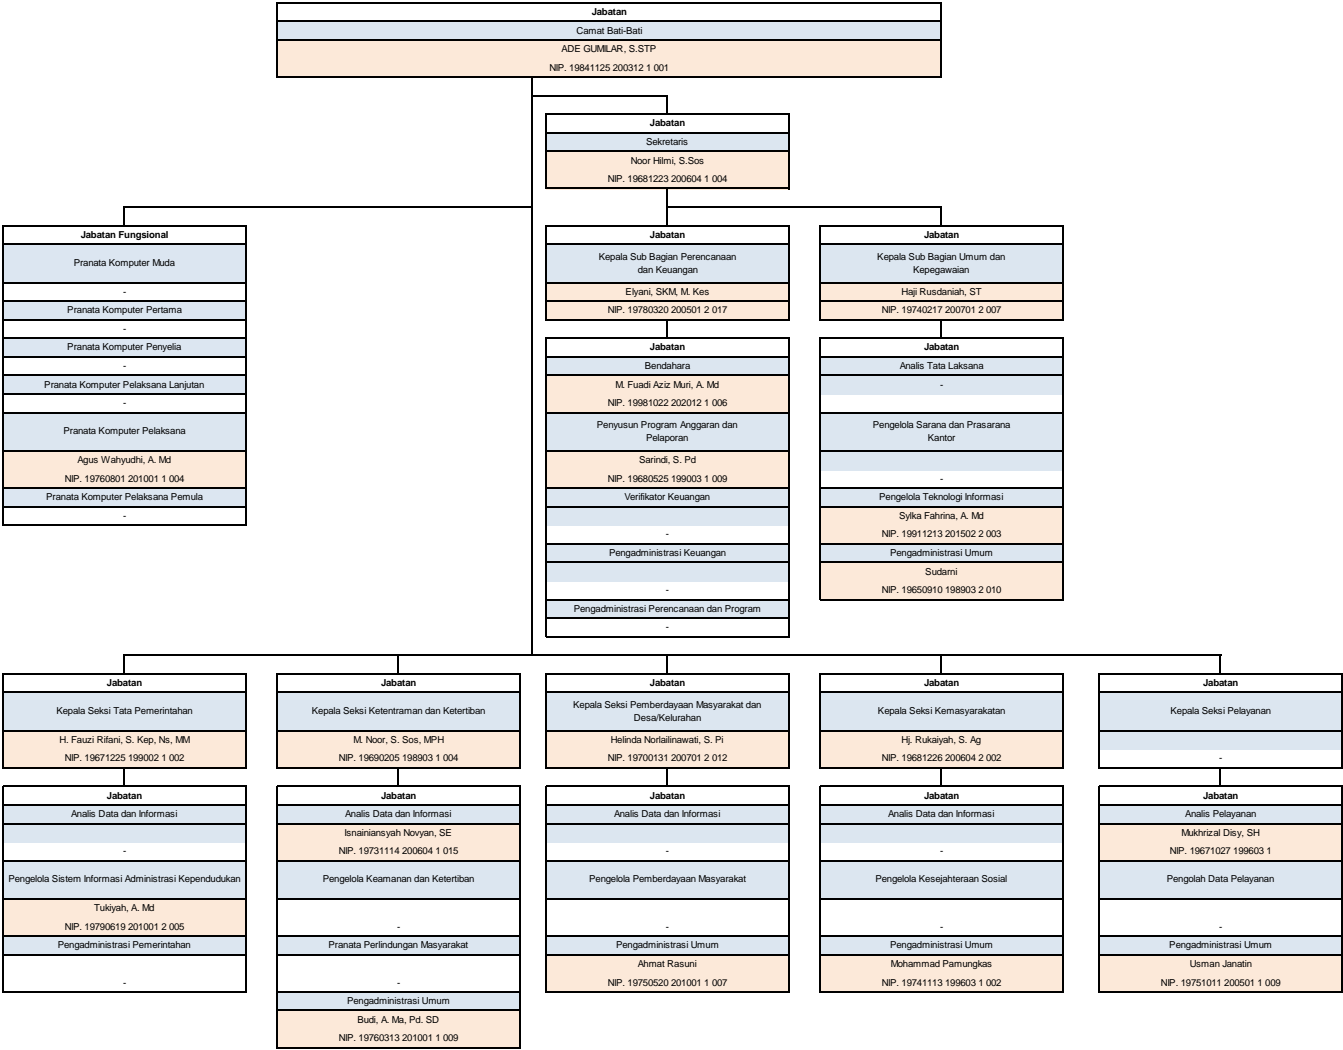 Jabatan
Camat Bati-Bati
ADE GUMILAR, S.STP
NIP. 19841125 200312 1 001
Jabatan
Sekretaris
Noor Hilmi, S.Sos
NIP. 19681223 200604 1 004
Jabatan Fungsional
Pranata Komputer Muda
-
Pranata Komputer Pertama
-
Pranata Komputer Penyelia
-
Pranata Komputer Pelaksana Lanjutan
-
Pranata Komputer Pelaksana
Agus Wahyudhi, A. Md
NIP. 19760801 201001 1 004
Pranata Komputer Pelaksana Pemula
-
Jabatan
Kepala Sub Bagian Perencanaan
dan Keuangan
Elyani, SKM, M. Kes
NIP. 19780320 200501 2 017
Jabatan
Bendahara
M. Fuadi Aziz Muri, A. Md
NIP. 19981022 202012 1 006
Penyusun Program Anggaran dan
Pelaporan
Sarindi, S. Pd
NIP. 19680525 199003 1 009
Verifikator Keuangan
-
Pengadministrasi Keuangan
-
Pengadministrasi Perencanaan dan Program
-
Jabatan
Kepala Sub Bagian Umum dan
Kepegawaian
Haji Rusdaniah, ST
NIP. 19740217 200701 2 007
Jabatan
Analis Tata Laksana
-
Pengelola Sarana dan Prasarana
Kantor
-
Pengelola Teknologi Informasi
Sylka Fahrina, A. Md
NIP. 19911213 201502 2 003
Pengadministrasi Umum
Sudarni
NIP. 19650910 198903 2 010
Jabatan
Kepala Seksi Tata Pemerintahan
H. Fauzi Rifani, S. Kep, Ns, MM
NIP. 19671225 199002 1 002
Jabatan
Analis Data dan Informasi
-
Pengelola Sistem Informasi Administrasi Kependudukan
Tukiyah, A. Md
NIP. 19790619 201001 2 005
Pengadministrasi Pemerintahan
-
Jabatan
Kepala Seksi Ketentraman dan Ketertiban
M. Noor, S. Sos, MPH
NIP. 19690205 198903 1 004
Jabatan
Analis Data dan Informasi
Isnainiansyah Novyan, SE
NIP. 19731114 200604 1 015
Pengelola Keamanan dan Ketertiban
-
Pranata Perlindungan Masyarakat
-
Pengadministrasi Umum
Budi, A. Ma, Pd. SD
NIP. 19760313 201001 1 009
Jabatan
Kepala Seksi Pemberdayaan Masyarakat dan
Desa/Kelurahan
Helinda Norlailinawati, S. Pi
NIP. 19700131 200701 2 012
Jabatan
Analis Data dan Informasi
-
Pengelola Pemberdayaan Masyarakat
-
Pengadministrasi Umum
Ahmat Rasuni
NIP. 19750520 201001 1 007
Jabatan
Kepala Seksi Kemasyarakatan
Hj. Rukaiyah, S. Ag
NIP. 19681226 200604 2 002
Jabatan
Analis Data dan Informasi
-
Pengelola Kesejahteraan Sosial
-
Pengadministrasi Umum
Mohammad Pamungkas
NIP. 19741113 199603 1 002
Jabatan
Kepala Seksi Pelayanan
-
Jabatan
Analis Pelayanan
Mukhrizal Disy, SH
NIP. 19671027 199603 1
Pengolah Data Pelayanan
-
Pengadministrasi Umum
Usman Janatin
NIP. 19751011 200501 1 009